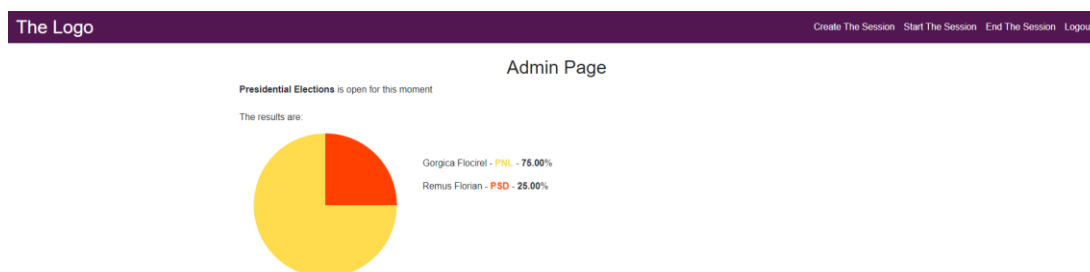 The Logo
Create The Session Start The Session End The Session Logou
Admin Page
Presidential Elections is open for this moment
The results are:
Gorgica Flocirel - PNL - 75.00%
Remus Florian - PSD - 25.00%